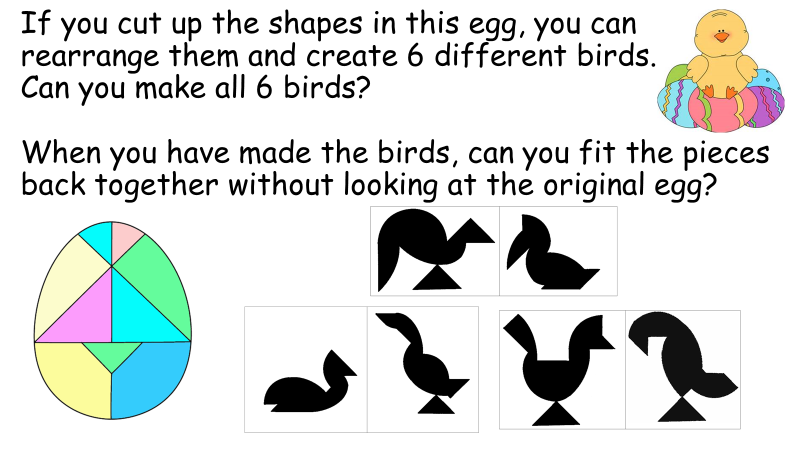 If you cut up the shapes in this egg, you can
rearrange them and create 6 different birds.
Can you make all 6 birds?
When you have made the birds, can you fit the pieces
back together without looking at the original egg?